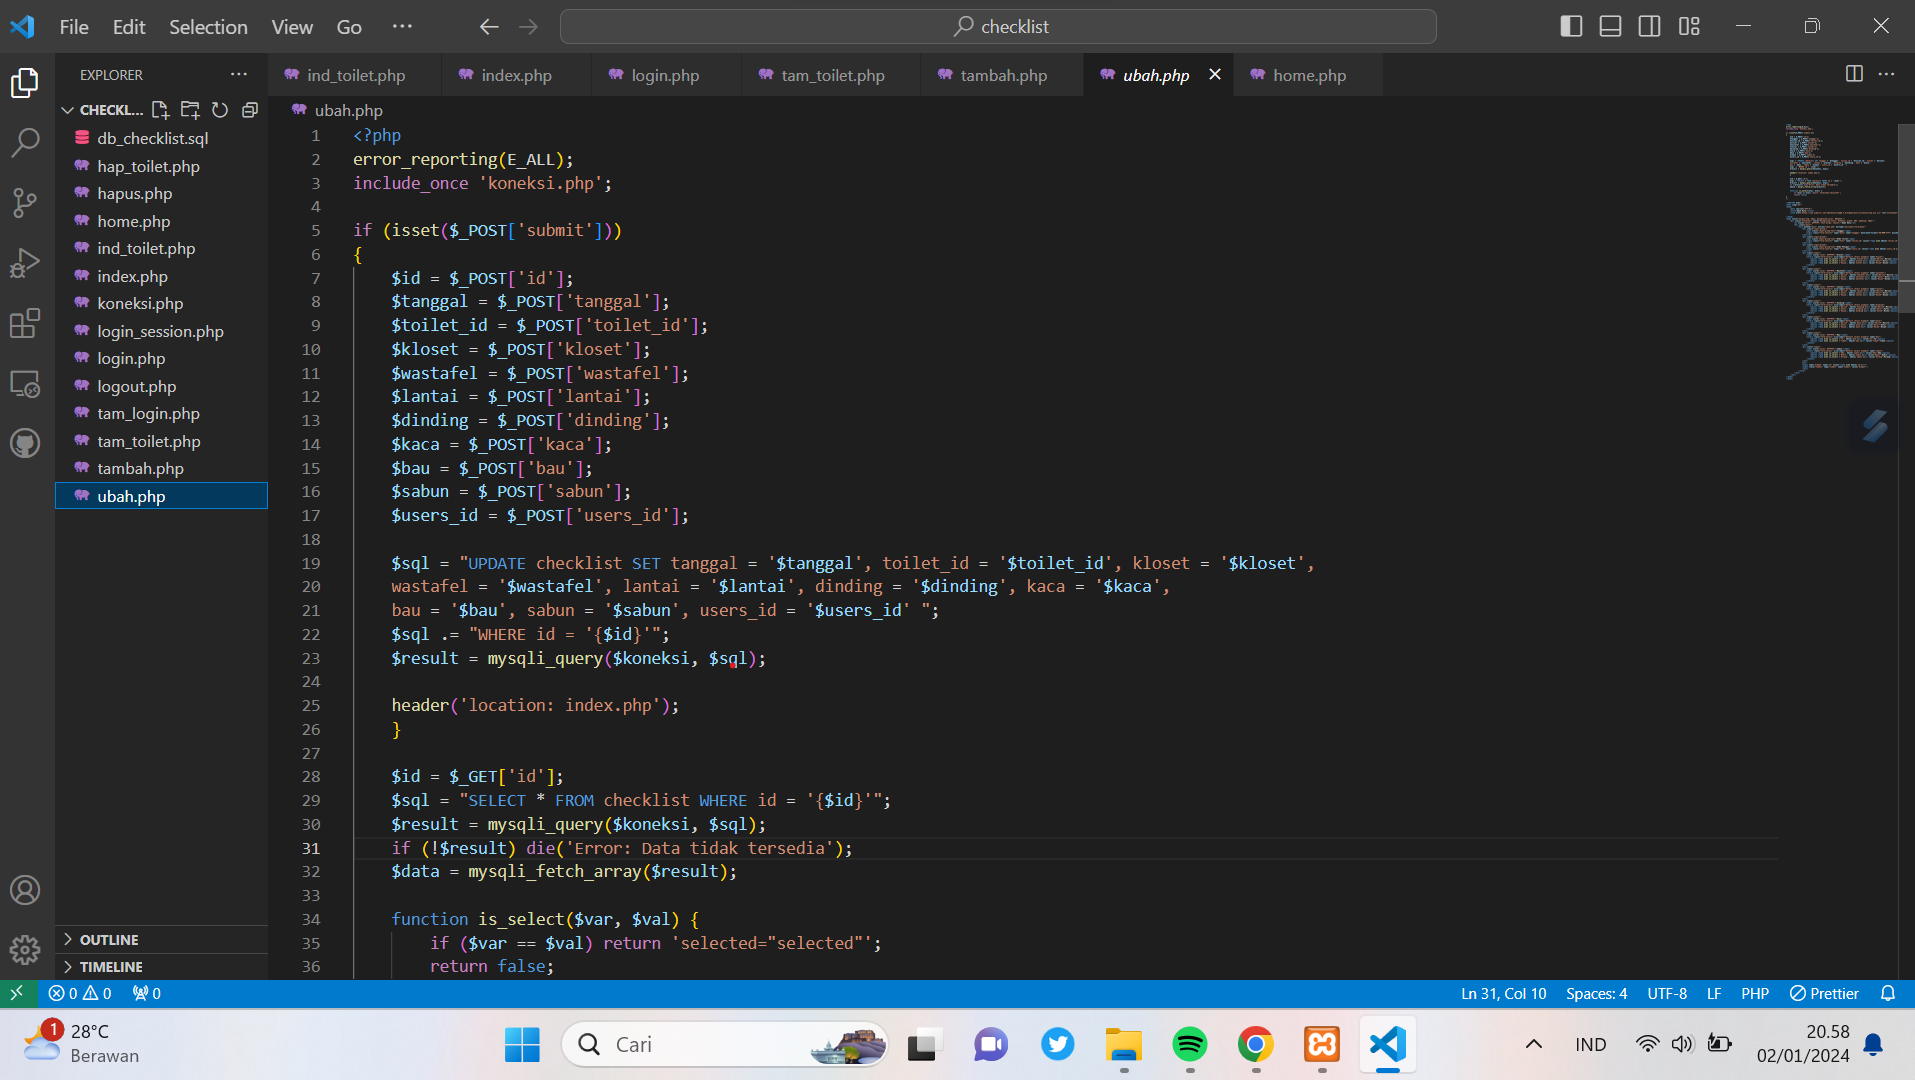 File Edit Selection View Go ··· checklist
EXPLORER ···
ind_toilet.php index.php login.php tam_toilet.php tambah.php ubah.php home.php ···
CHECKL...
db_checklist.sql
hap_toilet.php
hapus.php
home.php
ind_toilet.php
index.php
koneksi.php
login_session.php
login.php
logout.php
tam_login.php
tam_toilet.php
tambah.php
ubah.php
OUTLINE
TIMELINE
ubah.php
1 <?php
2 error_reporting(E_ALL);
3 include_once 'koneksi.php';
4
5 if (isset($_POST['submit']))
6 {
7 $id = $_POST['id'];
8 $tanggal = $_POST['tanggal'];
9 $toilet_id = $_POST['toilet_id'];
10 $kloset = $_POST['kloset'];
11 $wastafel = $_POST['wastafel'];
12 $lantai = $_POST['lantai'];
13 $dinding = $_POST['dinding'];
14 $kaca = $_POST['kaca'];
15 $bau = $_POST['bau'];
16 $sabun = $_POST['sabun'];
17 $users_id = $_POST['users_id'];
18
19 $sql = "UPDATE checklist SET tanggal = '$tanggal', toilet_id = '$toilet_id', kloset = '$kloset',
20 wastafel = '$wastafel', lantai = '$lantai', dinding = '$dinding', kaca = '$kaca',
21 bau = '$bau', sabun = '$sabun', users_id = '$users_id' ";
22 $sql .= "WHERE id = '{$id}'";
23 $result = mysqli_query($koneksi, $sql);
24
25 header('location: index.php');
26 }
27
28 $id = $_GET['id'];
29 $sql = "SELECT * FROM checklist WHERE id = '{$id}'";
30 $result = mysqli_query($koneksi, $sql);
31 if (!$result) die('Error: Data tidak tersedia');
32 $data = mysqli_fetch_array($result);
33
34 function is_select($var, $val) {
35 if ($var == $val) return 'selected="selected"';
36 return false;
0 0 0 Ln 31, Col 10 Spaces: 4 UTF-8 LF PHP Prettier
1 28°C
Berawan
Cari
IND
20.58
02/01/2024